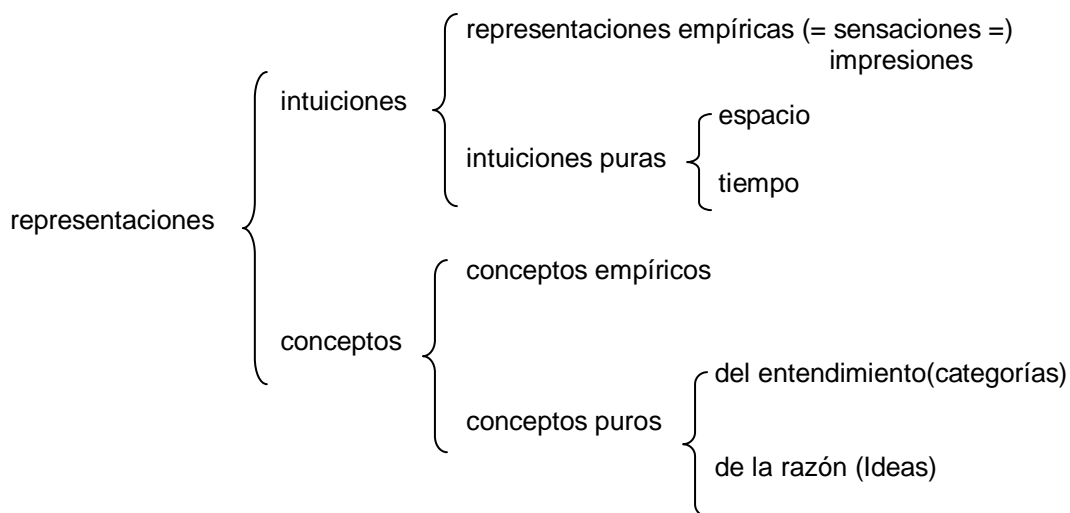 representaciones empíricas (= sensaciones =)
impresiones
intuiciones
espacio
intuiciones puras
tiempo
representaciones
conceptos empíricos
conceptos
del entendimiento(categorías)
conceptos puros
de la razón (Ideas)